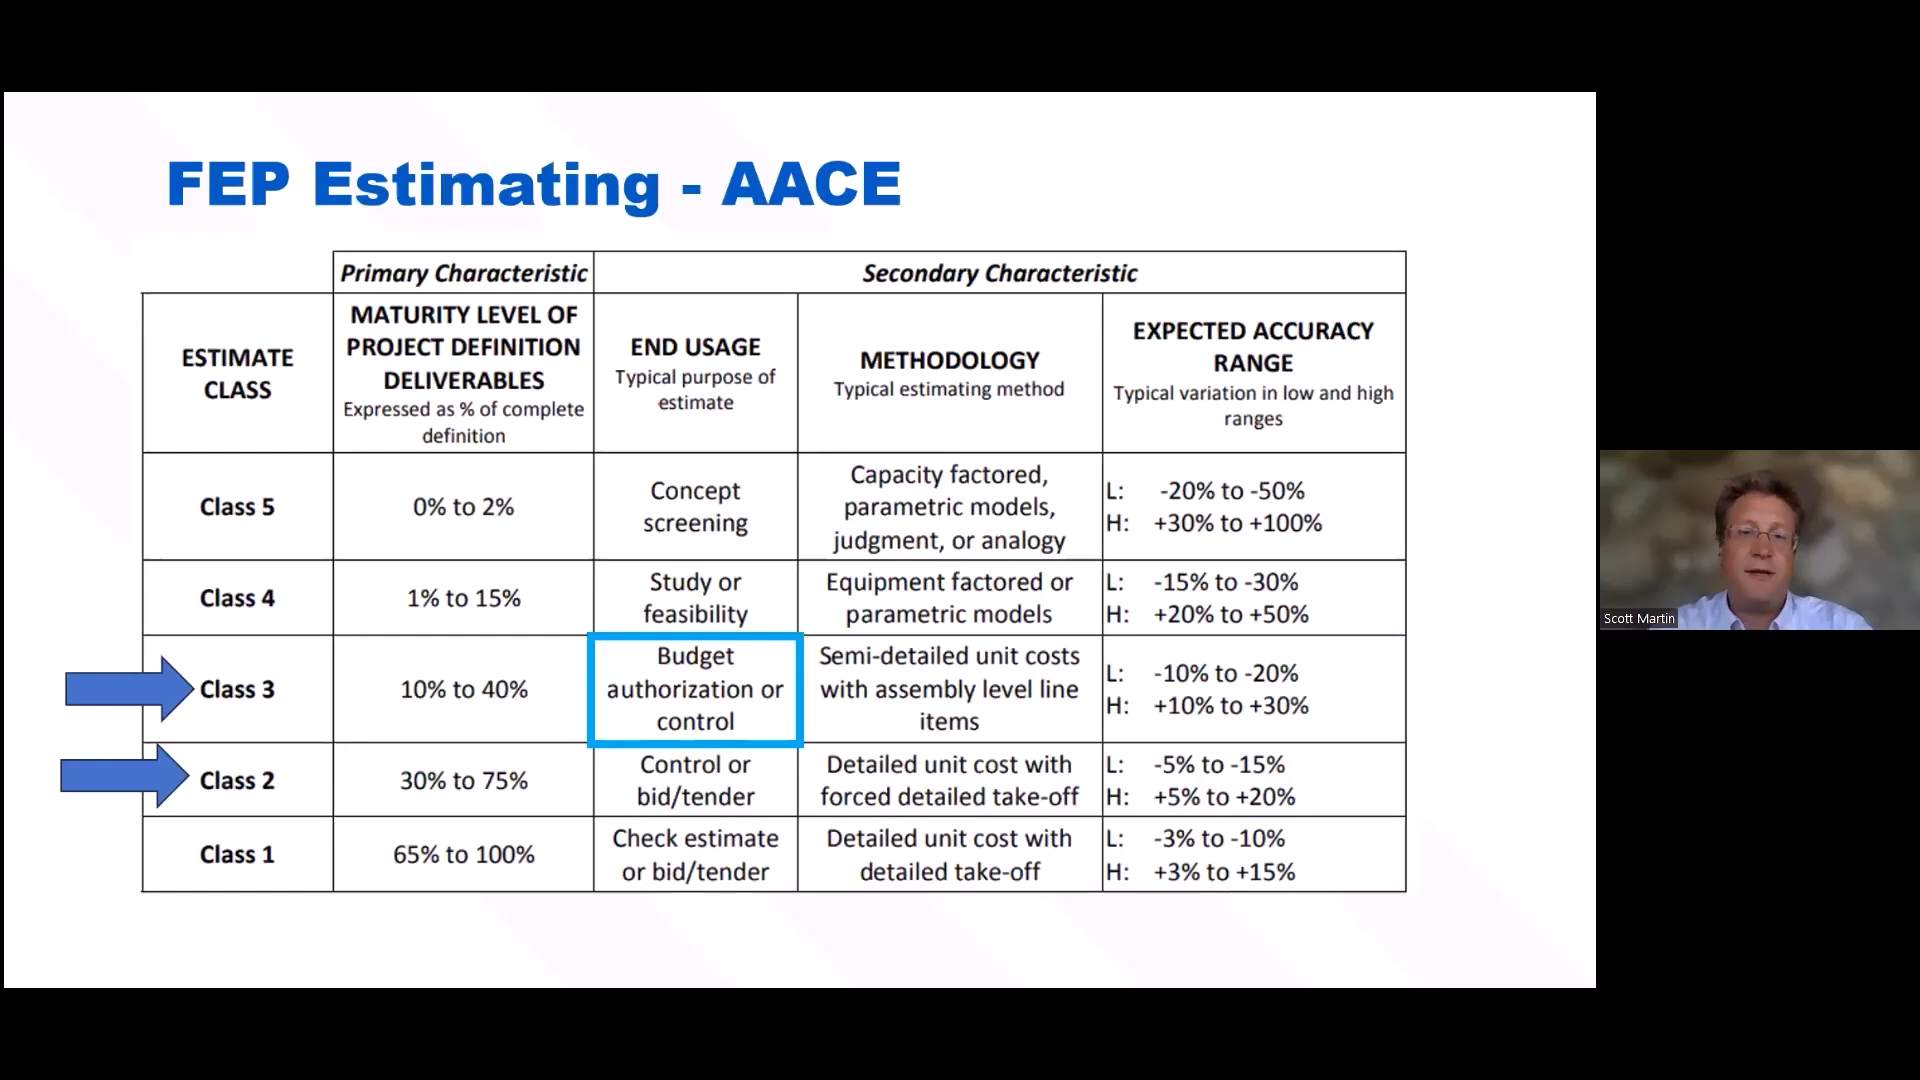 FEP Estimating - AACE
Primary Characteristic
Secondary Characteristic
ESTIMATE
CLASS
MATURITY LEVEL OF
PROJECT DEFINITION
DELIVERABLES
Expressed as % of complete
definition
END USAGE
Typical purpose of
estimate
METHODOLOGY
Typical estimating method
EXPECTED ACCURACY
RANGE
Typical variation in low and high
ranges
Class 5
0% to 2%
Concept
screening
Capacity factored,
parametric models,
judgment, or analogy
L: -20% to -50%
H: +30% to +100%
Class 4
1% to 15%
Study or
feasibility
Equipment factored or
parametric models
L: -15% to -30%
H: +20% to +50%
Class 3
10% to 40%
Budget
authorization or
control
Semi-detailed unit costs
with assembly level line
items
L: -10% to -20%
H: +10% to +30%
Class 2
30% to 75%
Control or
bid/tender
Detailed unit cost with
forced detailed take-off
L: -5% to -15%
H: +5% to +20%
Class 1
65% to 100%
Check estimate
or bid/tender
Detailed unit cost with
detailed take-off
L: -3% to -10%
H: +3% to +15%
Scott Martin